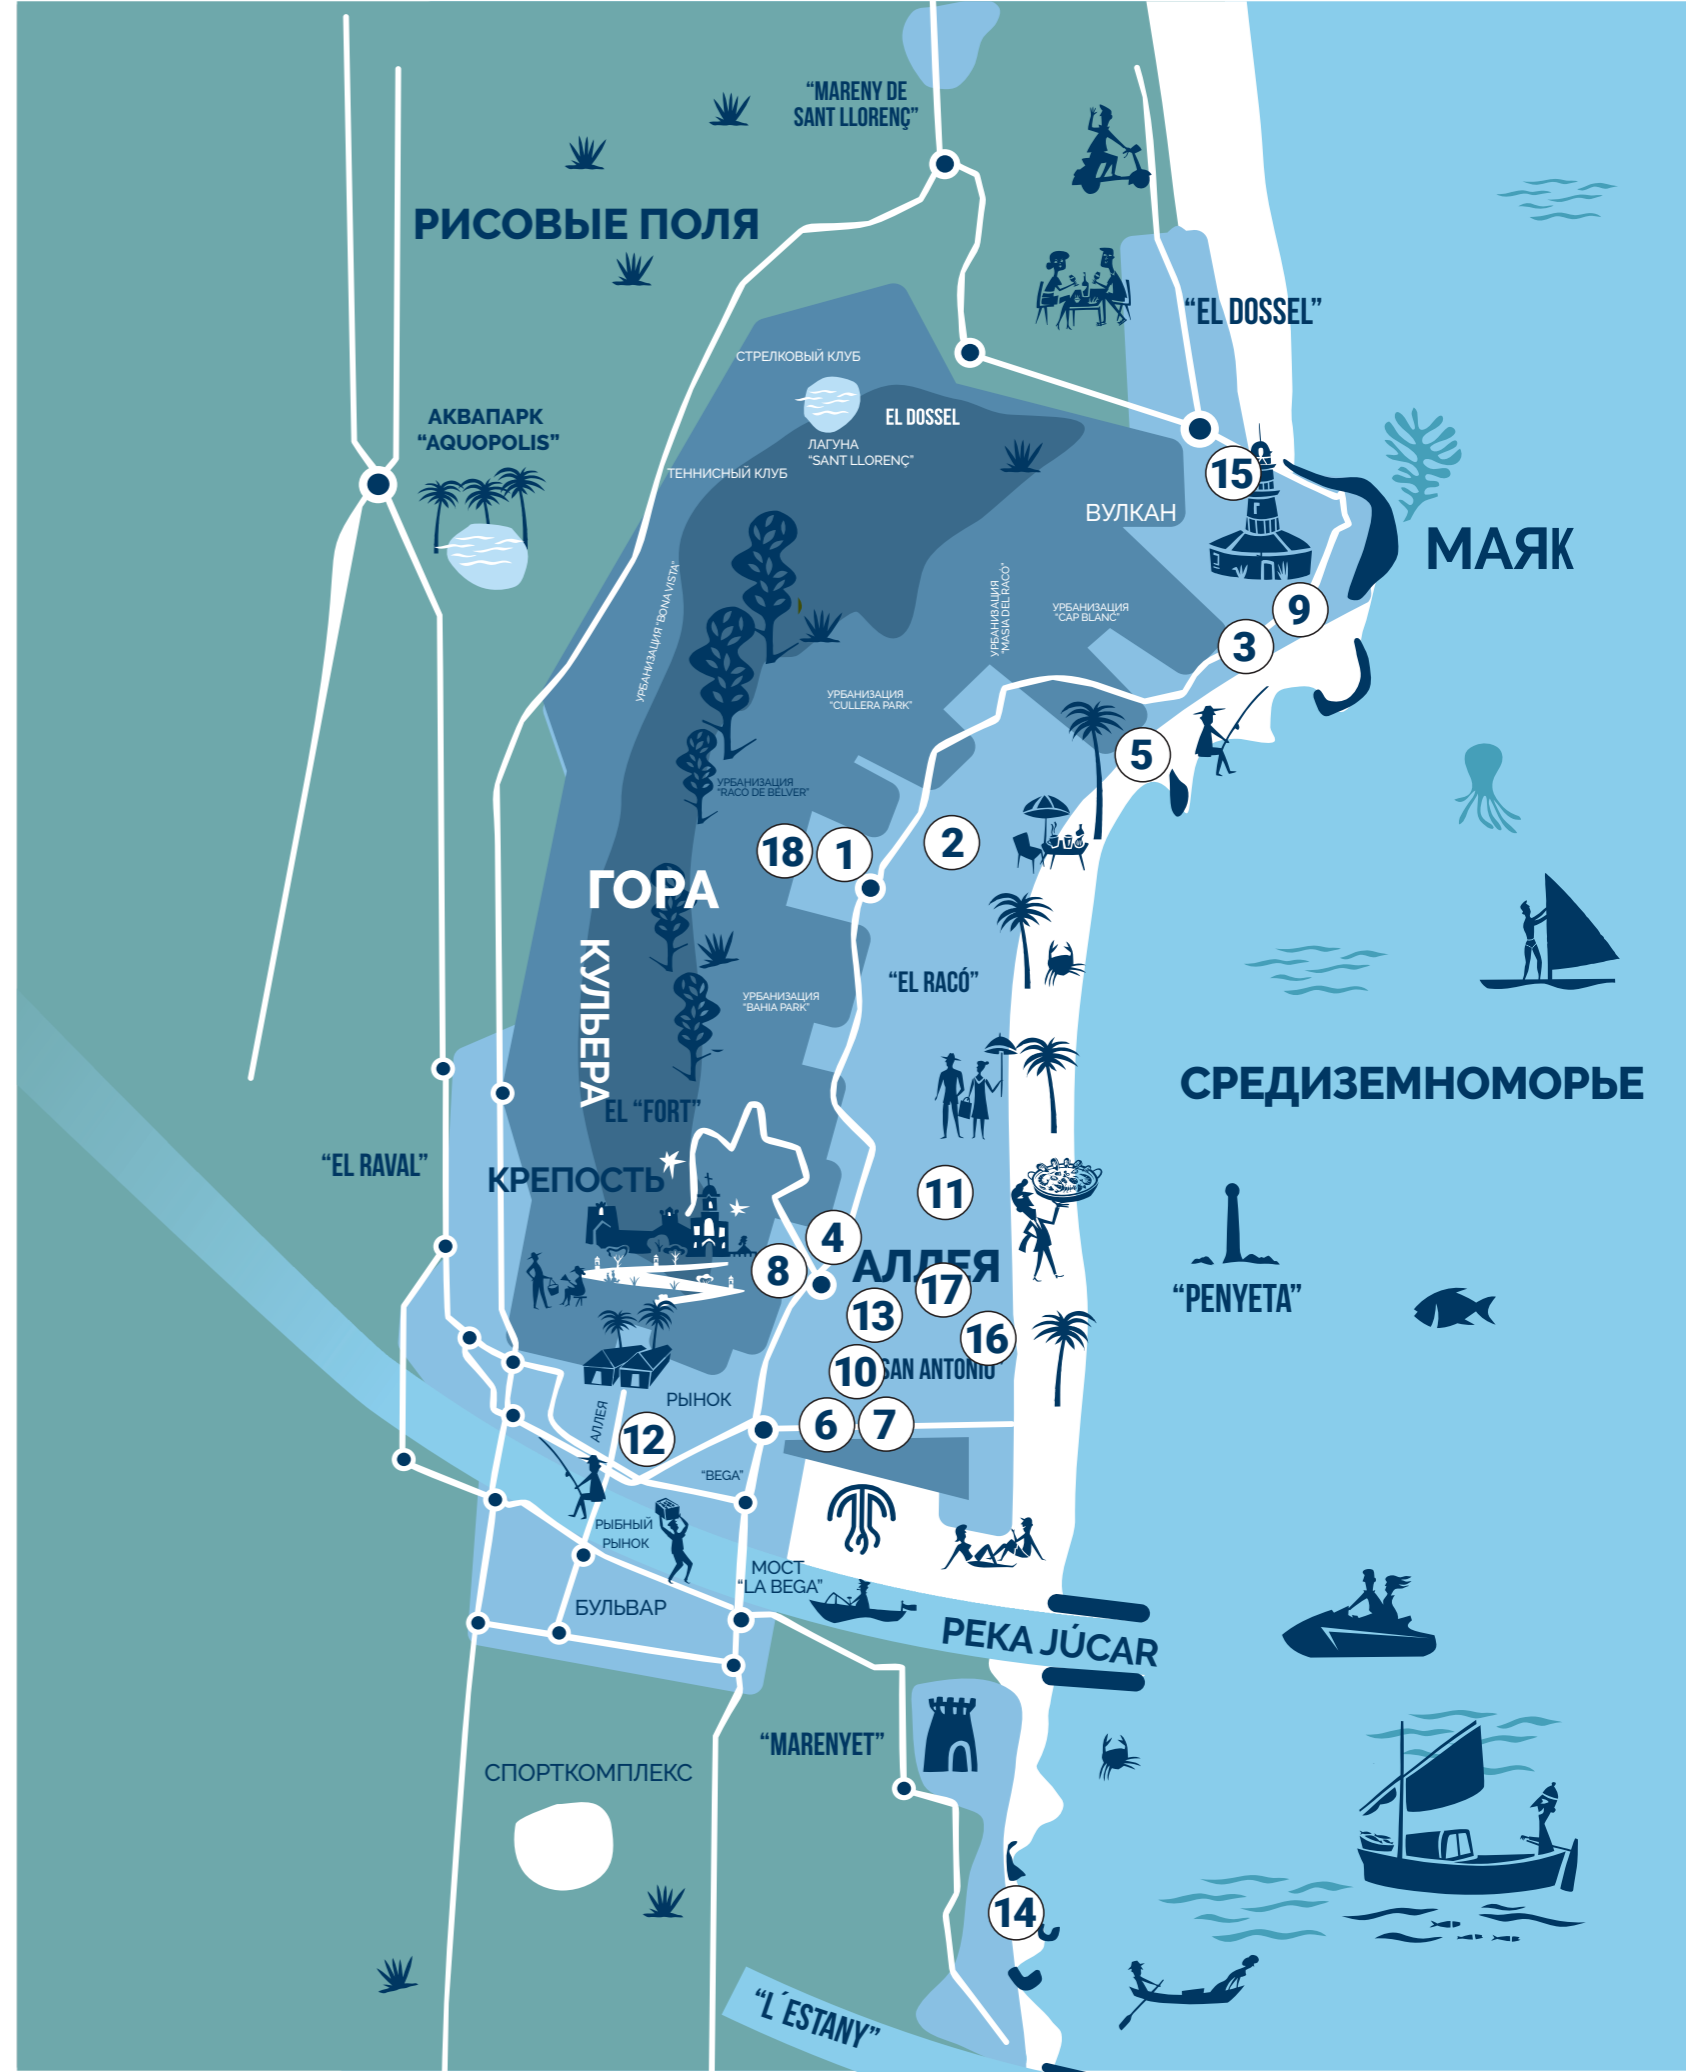 “MARENY DE
SANT LLORENÇ”
РИСОВЫЕ ПОЛЯ
“EL DOSSEL”
СТРЕЛКОВЫЙ КЛУБ
АКВАПАРК
“AQUOPOLIS”
EL DOSSEL
ЛАГУНА
“SANT LLORENÇ”
ТЕННИСНЫЙ КЛУБ
15
ВУЛКАН
МАЯК
УРБАНИЗАЦИЯ “BONA VISTA”
УРБАНИЗАЦИЯ
“MASIA DEL RACÓ”
УРБАНИЗАЦИЯ
“CAP BLANC”
9
3
УРБАНИЗАЦИЯ
“CULLERA PARK”
5
УРБАНИЗАЦИЯ
“RACÓ DE BELVER”
18
1
2
ГОРА
КУЛЬЕРА
“EL RACÓ”
УРБАНИЗАЦИЯ
“BAHIA PARK”
СРЕДИЗЕМНОМОРЬЕ
EL “FORT”
“EL RAVAL”
КРЕПОСТЬ
11
4
8
АЛЛЕЯ
17
“PENYETA”
13
16
10
SAN ANTONIO”
РЫНОК
АЛЛЕЯ
12
6
7
“BEGA”
РЫБНЫЙ
РЫНОК
МОСТ
“LA BEGA”
БУЛЬВАР
РЕКА JÚCAR
“MARENYET”
СПОРТКОМПЛЕКС
14
“L´ESTANY”